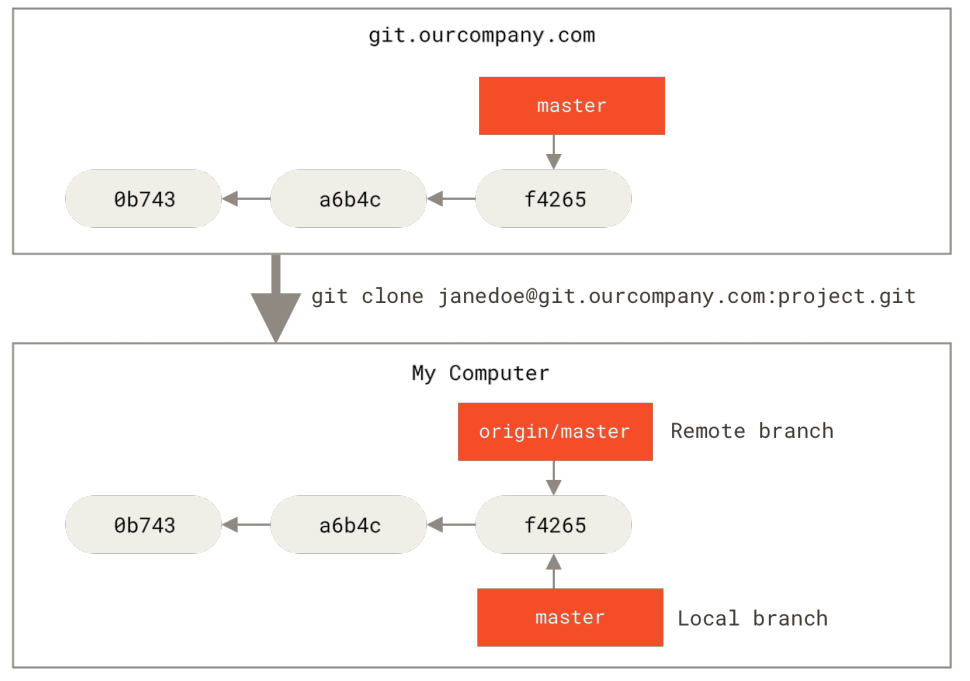 git.ourcompany.com
master
0b743
a6b4c
f4265
git clone janedoe@git.ourcompany.com:project.git
My Computer
origin/master
Remote branch
0b743
a6b4c
f4265
master
Local branch